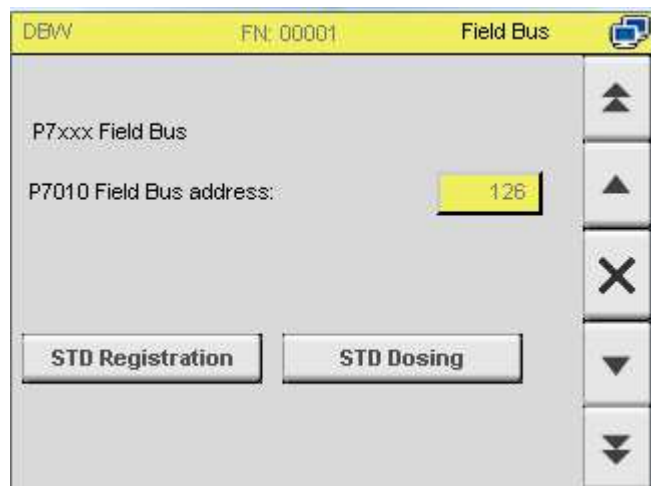 DBW FN: 00001 Field Bus
P7xxx Field Bus
P7010 Field Bus address: 126
STD Registration STD Dosing